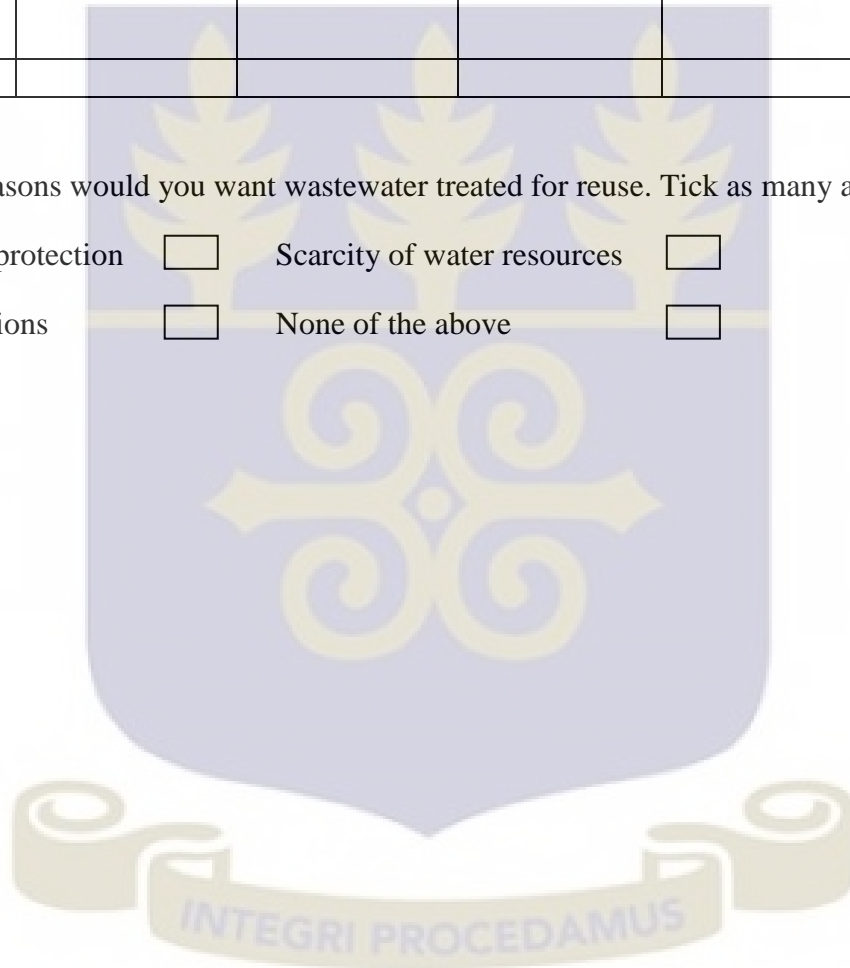 asons would you want wastewater treated for reuse. Tick as many a
protection Scarcity of water resources
ions None of the above
INTEGRI PROCEDAMUS